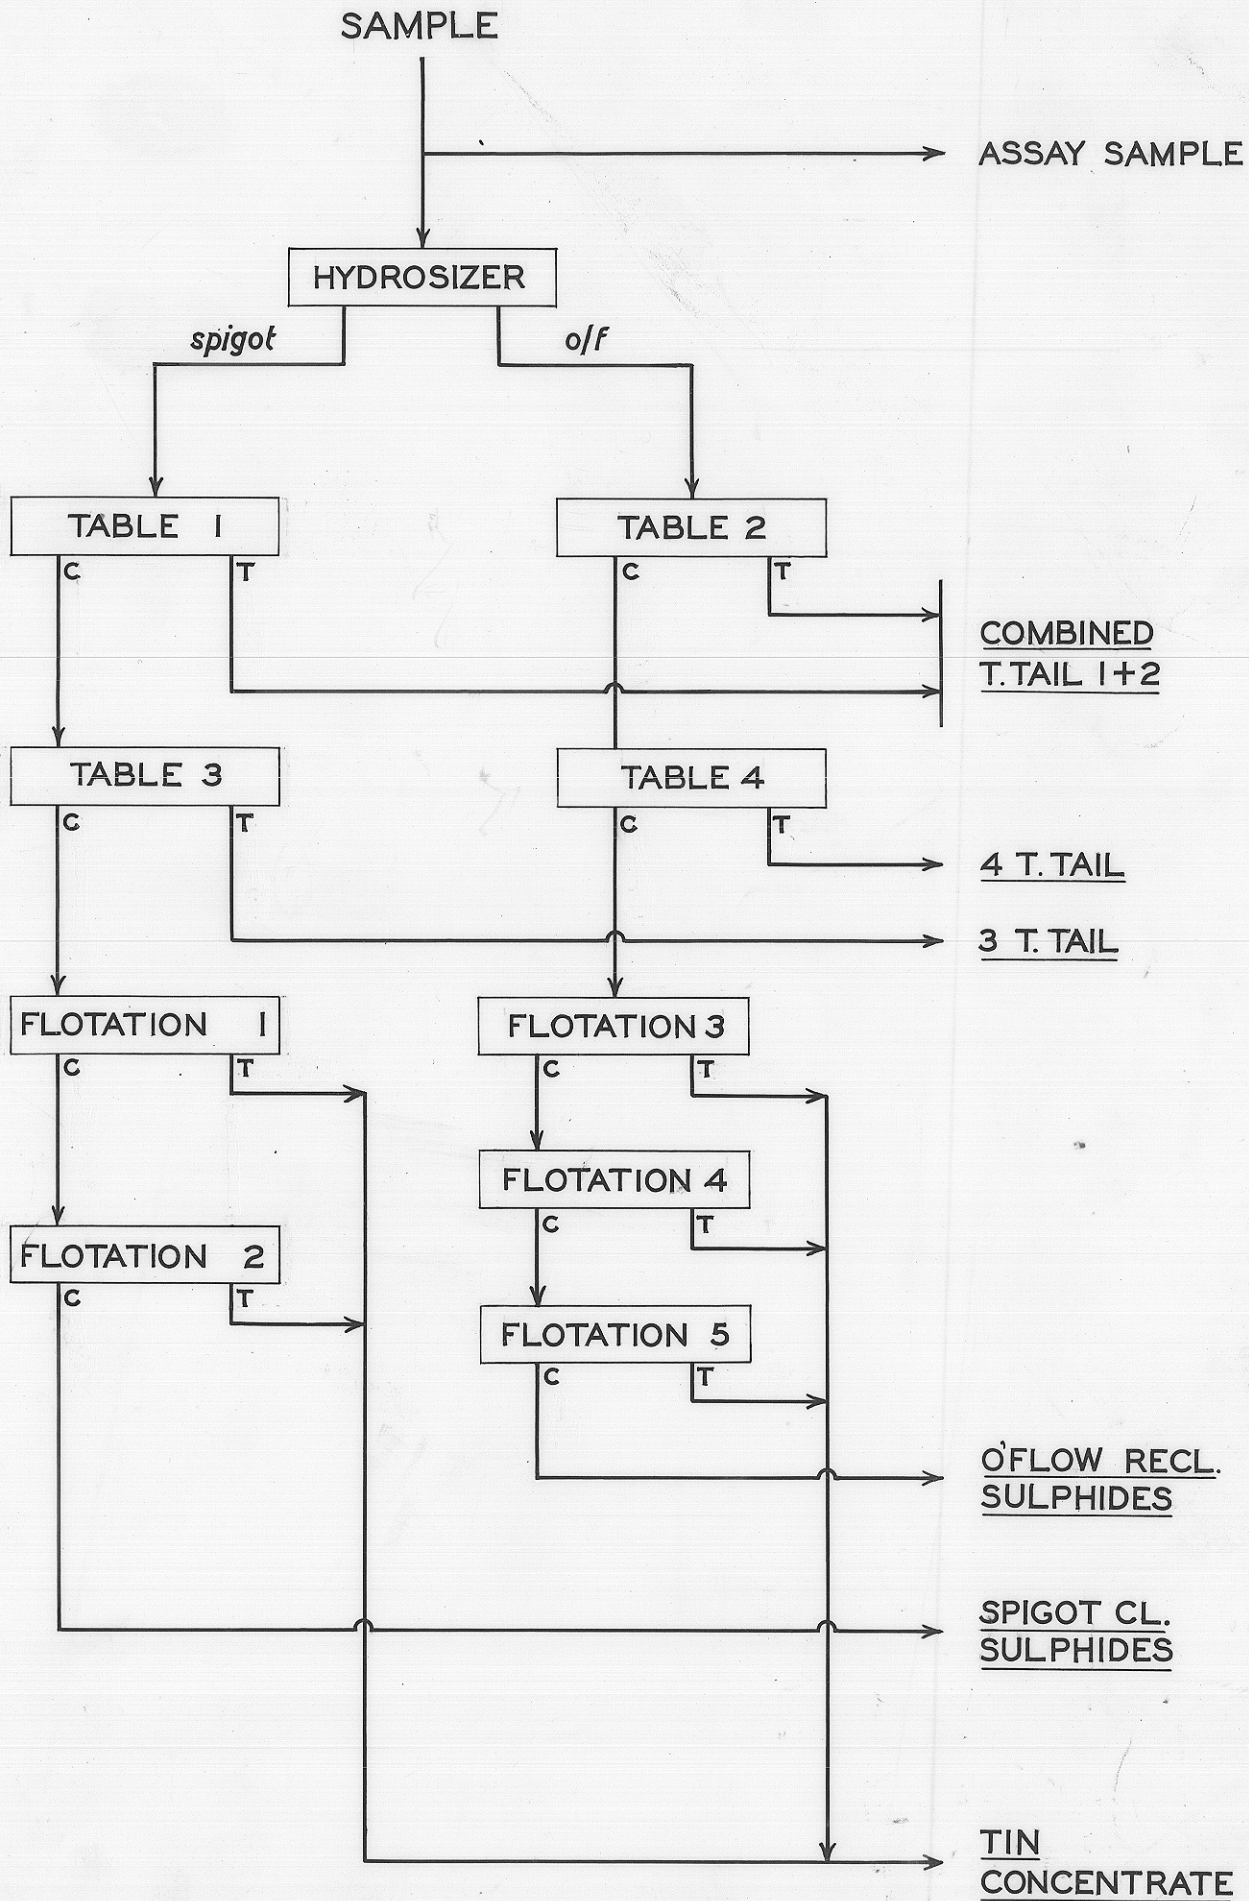 SAMPLE
ASSAY SAMPLE
HYDROSIZER
spigot
o/f
TABLE 1
TABLE 2
C
T
C
T
COMBINED
T.TAIL 1+2
TABLE 3
TABLE 4
C
T
C
T
4 T. TAIL
3 T. TAIL
FLOTATION 1
FLOTATION 3
C
T
C
T
FLOTATION 4
C
T
FLOTATION 2
C
T
FLOTATION 5
C
T
O'FLOW RECL.
SULPHIDES
SPIGOT CL.
SULPHIDES
TIN
CONCENTRATE